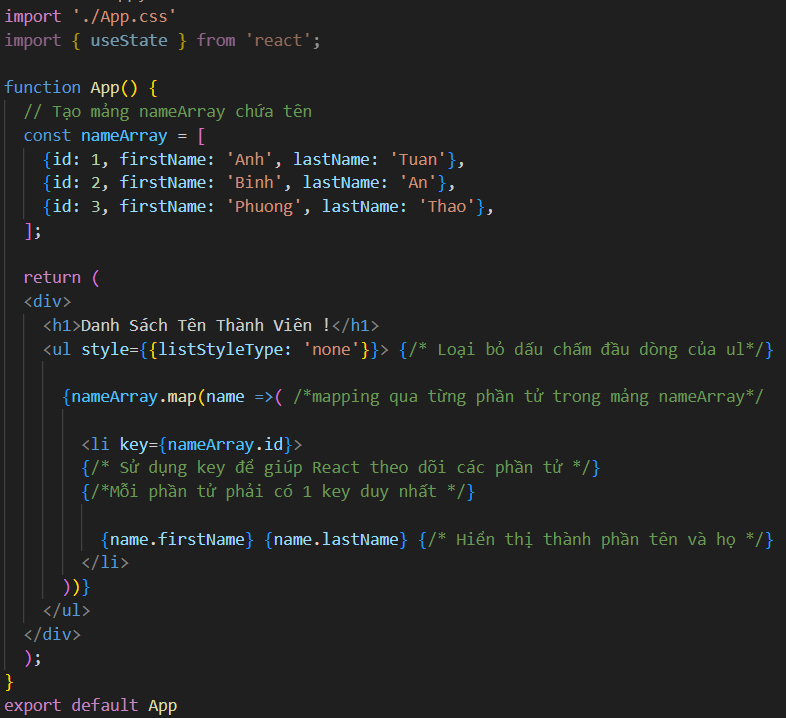 import './App.css'
import { useState } from 'react';
function App() {
// Tạo mảng nameArray chứa tên
const nameArray = [
{id: 1, firstName: 'Anh', lastName: 'Tuan'},
{id: 2, firstName: 'Binh', lastName: 'An'},
{id: 3, firstName: 'Phuong', lastName: 'Thao'},
];
return (
<div>
<h1>Danh Sách Tên Thành Viên !</h1>
<ul style={{listStyleType: 'none'}}> {/* Loại bỏ dấu chấm đầu dòng của ul*/}
{nameArray.map(name =>( /*mapping qua từng phần tử trong mảng nameArray*/
<li key={nameArray.id}>
{/* Sử dụng key để giúp React theo dõi các phần tử */}
{/*Mỗi phần tử phải có 1 key duy nhất */}
{name.firstName} {name.lastName} {/* Hiển thị thành phần tên và họ */}
</li>
))}
</ul>
</div>
);
}
export default App